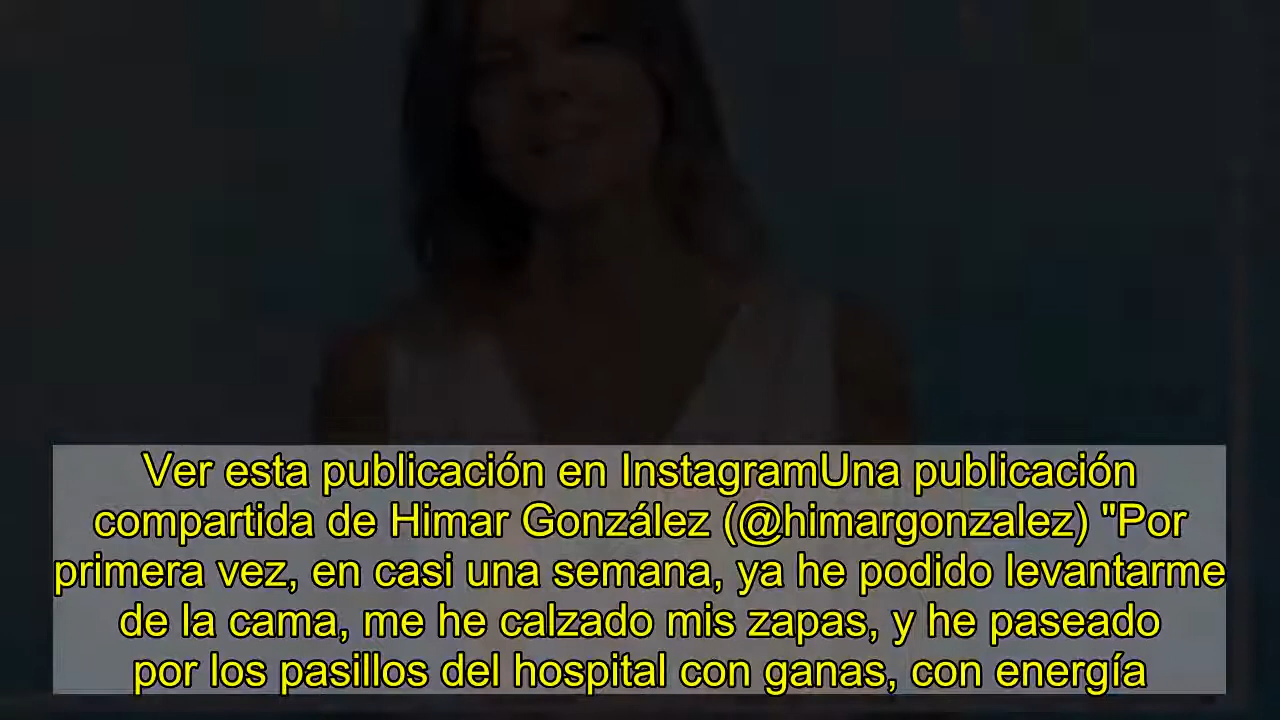 Ver esta publicación en InstagramUna publicación
compartida de Himar González (@himargonzalez) "Por
primera vez, en casi una semana, ya he podido levantarme
de la cama, me he calzado mis zapas, y he paseado
por los pasillos del hospital con ganas, con energía